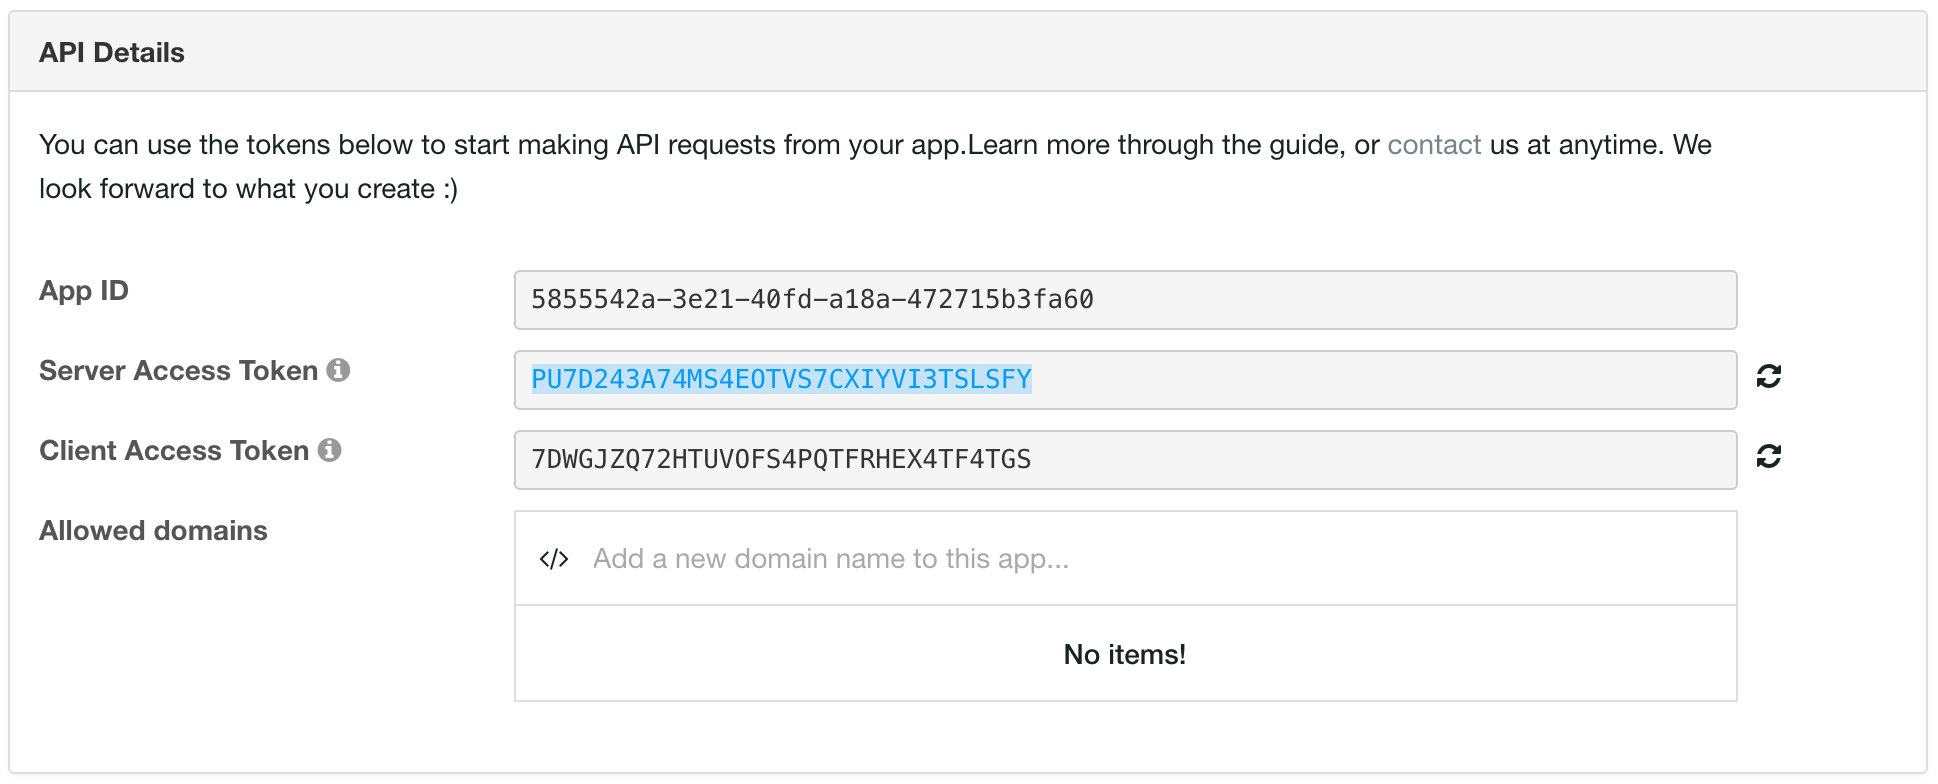 API Details
You can use the tokens below to start making API requests from your app.Learn more through the guide, or contact us at anytime. We
look forward to what you create :)
App ID
5855542a-3e21-40fd-a18a-472715b3fa60
Server Access Token
PU7D243A74MS4EOTVS7CXIYVI3TSLSFY
Client Access Token
7DWGJZQ72HTUVOFS4PQTFRHEX4TF4TGS
Allowed domains
</> Add a new domain name to this app...
No items!